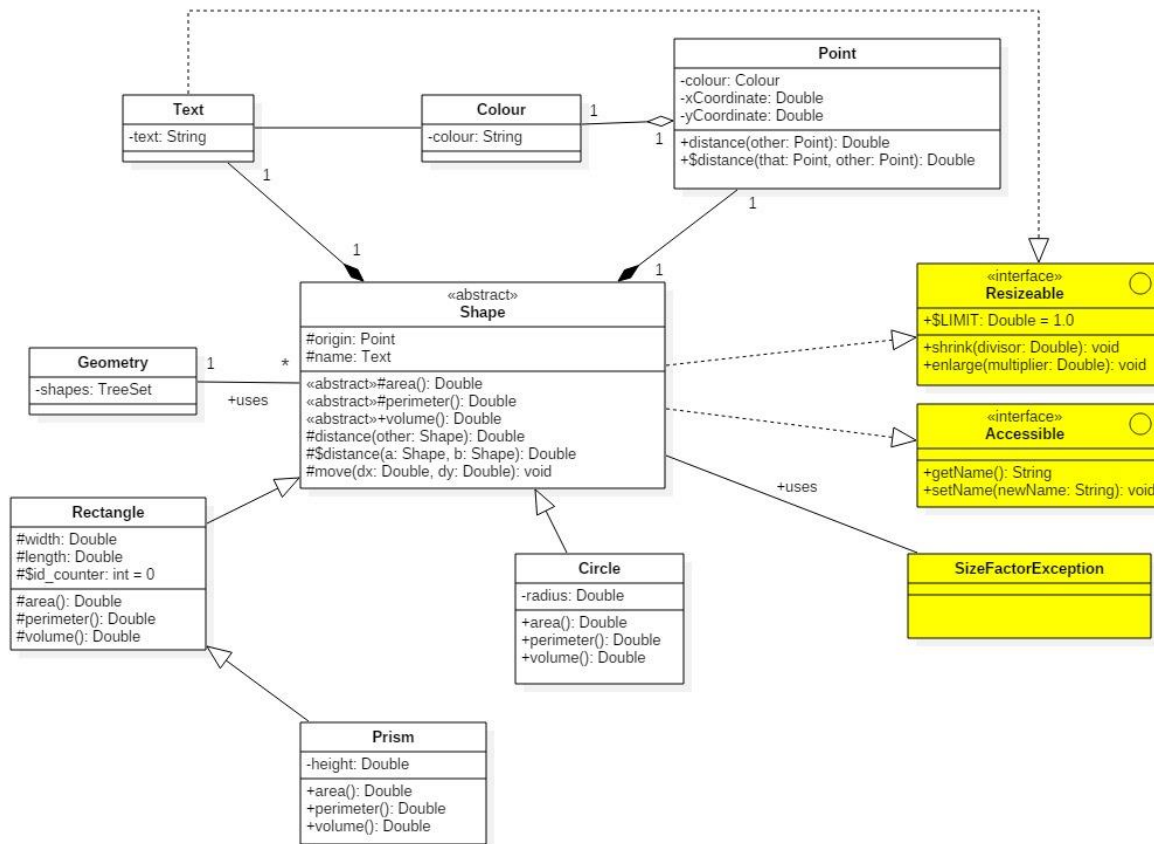 Point
-colour: Colour
-xCoordinate: Double
-yCoordinate: Double
+distance(other: Point): Double
+$distance(that: Point, other: Point): Double
Text
-text: String
Colour
-colour: String
1
1
1
1
1
1
«abstract»
Shape
#origin: Point
#name: Text
«abstract»#area(): Double
«abstract»#perimeter(): Double
«abstract»+volume(): Double
#distance(other: Shape): Double
#$distance(a: Shape, b: Shape): Double
#move(dx: Double, dy: Double): void
«interface»
Resizeable
+$LIMIT: Double = 1.0
+shrink(divisor: Double): void
+enlarge(multiplier: Double): void
Geometry
-shapes: TreeSet
1
*
+uses
«interface»
Accessible
+getName(): String
+setName(newName: String): void
+uses
SizeFactorException
Rectangle
#width: Double
#length: Double
#$id_counter: int = 0
#area(): Double
#perimeter(): Double
#volume(): Double
Circle
-radius: Double
+area(): Double
+perimeter(): Double
+volume(): Double
Prism
-height: Double
+area(): Double
+perimeter(): Double
+volume(): Double